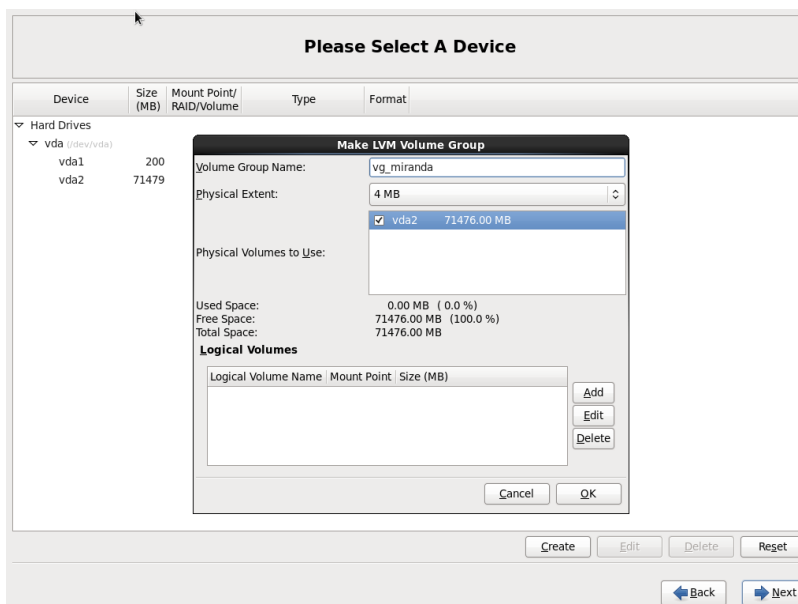 Please Select A Device
Device Size (MB) Mount Point/ RAID/Volume Type Format
Hard Drives
vda (/dev/vda)
vda1 200
vda2 71479
Make LVM Volume Group
Volume Group Name: vg_miranda
Physical Extent: 4 MB
vda2 71476.00 MB
Physical Volumes to Use:
Used Space: 0.00 MB ( 0.0 %)
Free Space: 71476.00 MB (100.0 %)
Total Space: 71476.00 MB
Logical Volumes
Logical Volume Name Mount Point Size (MB)
Add
Edit
Delete
Cancel OK
Create Edit Delete Reset
Back Next